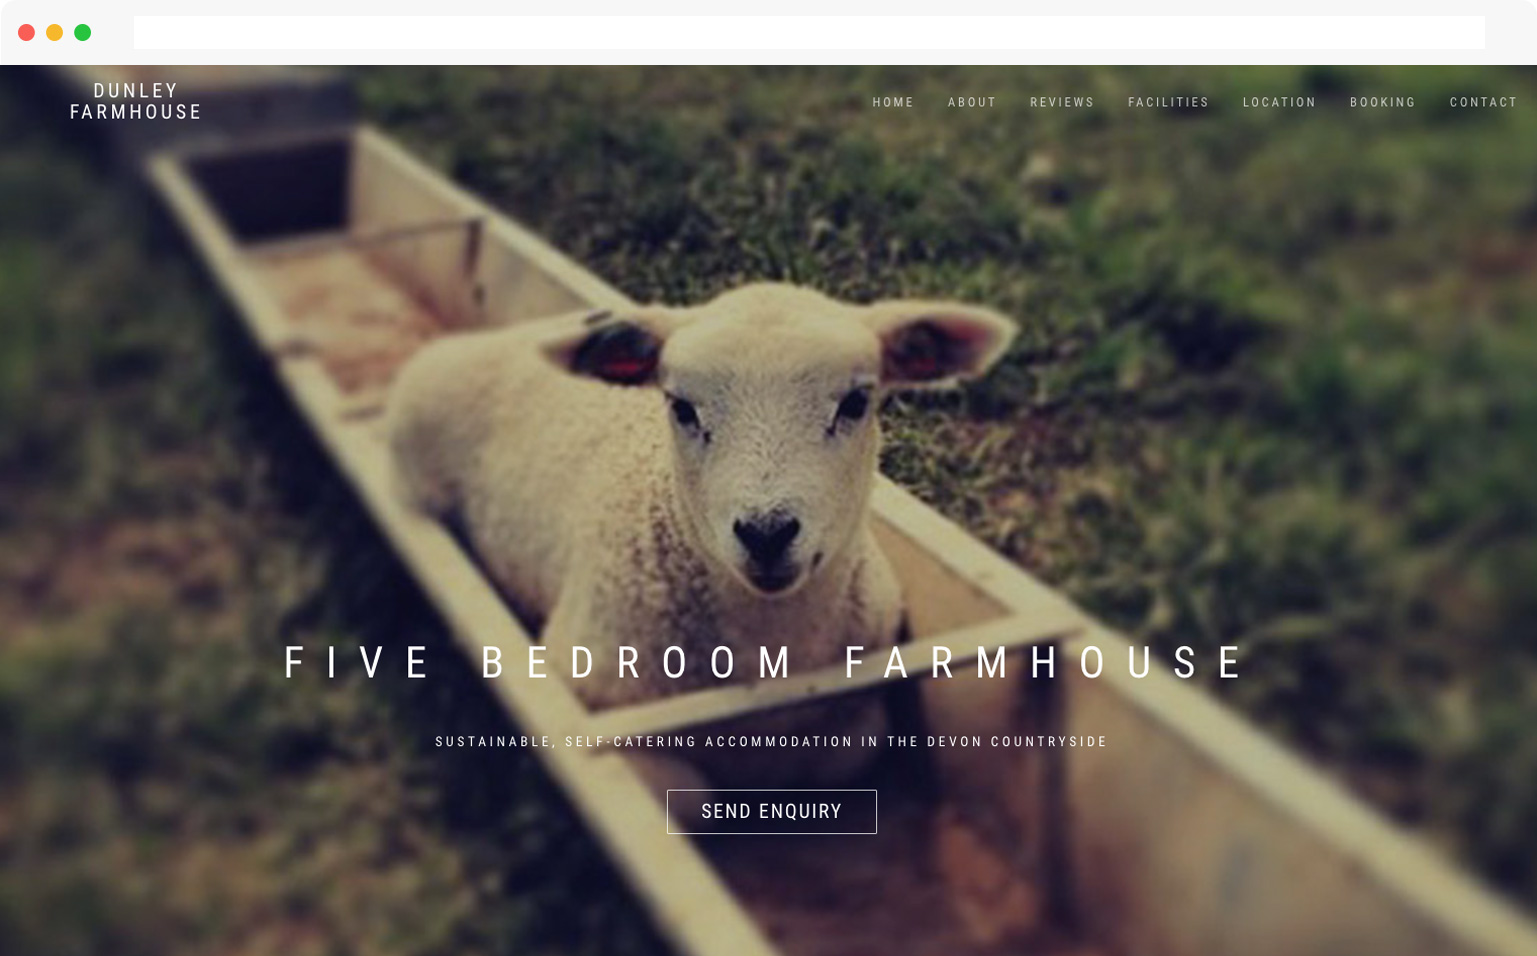 DUNLEY
FARMHOUSE
HOME ABOUT REVIEWS FACILITIES LOCATION BOOKING CONTACT
FIVE BEDROOM FARMHOUSE
SUSTAINABLE, SELF-CATERING ACCOMMODATION IN THE DEVON COUNTRYSIDE
SEND ENQUIRY